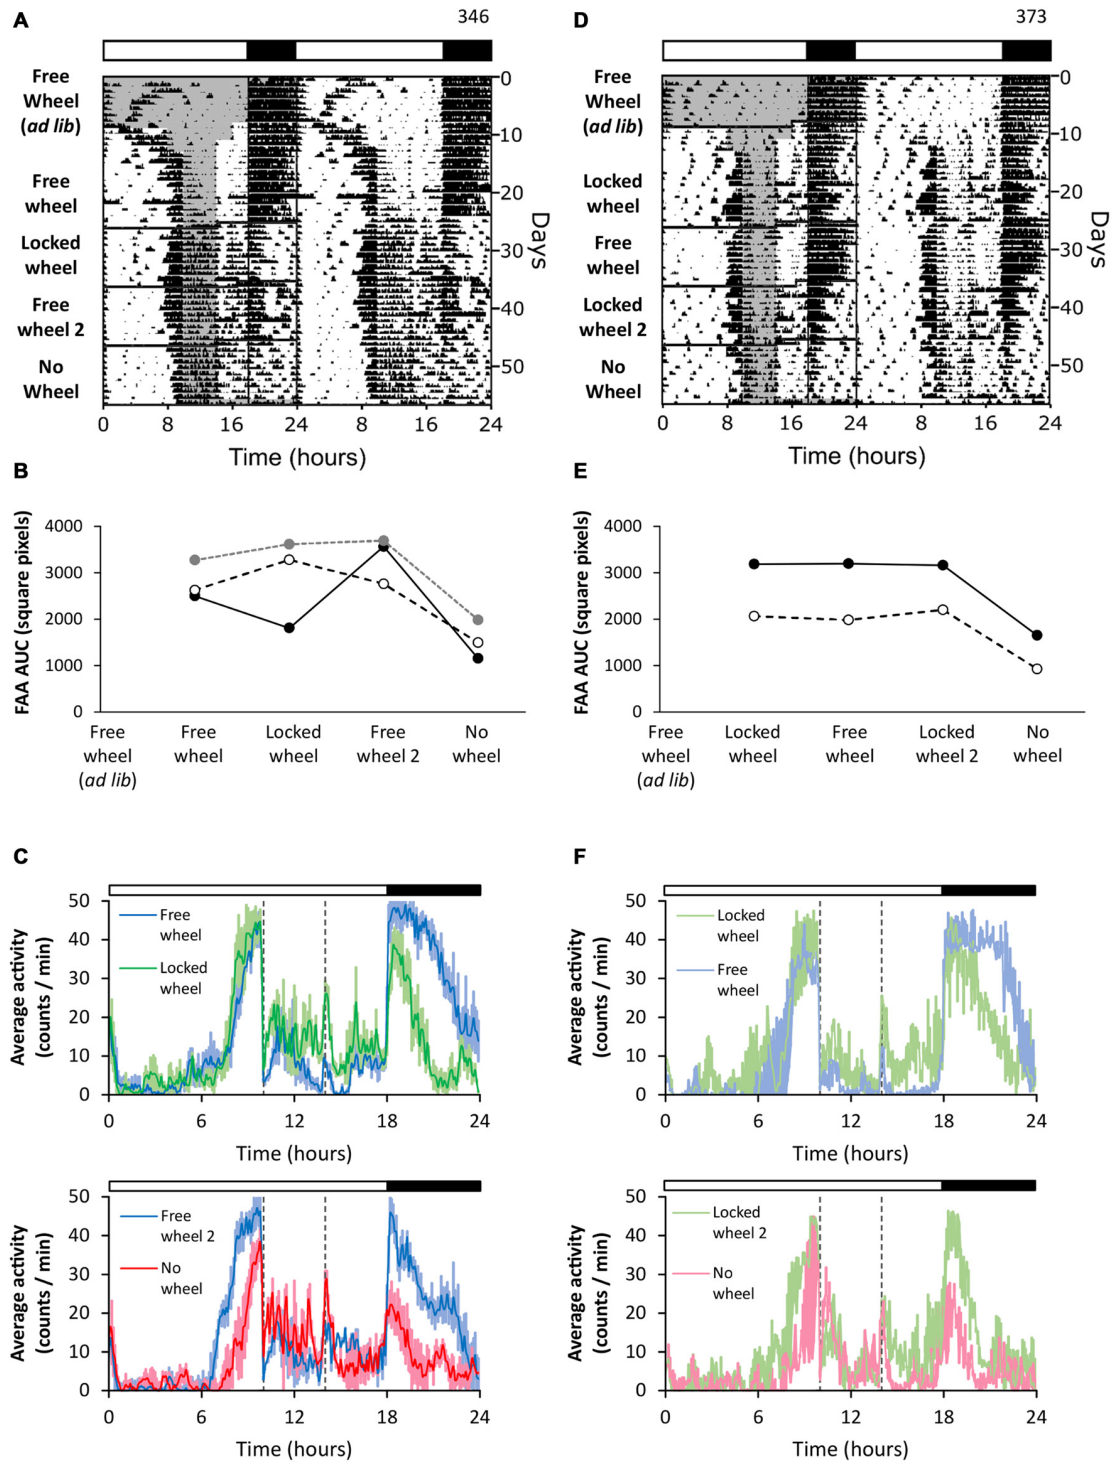 A
346
Free
Wheel
(ad lib)
Free
wheel
Locked
wheel
Free
wheel 2
No
Wheel
0
10
20
30
40
50
Days
0 8 16 24 8 16 24
Time (hours)
D
373
Free
Wheel
(ad lib)
Locked
wheel
Free
wheel
Locked
wheel 2
No
Wheel
0
10
20
30
40
50
Days
0 8 16 24 8 16 24
Time (hours)
B
FAA AUC (square pixels)
4000
3000
2000
1000
0
Free wheel (ad lib)
Free wheel
Locked wheel
Free wheel 2
No wheel
E
FAA AUC (square pixels)
4000
3000
2000
1000
0
Free wheel (ad lib)
Locked wheel
Free wheel
Locked wheel 2
No wheel
C
Average activity
(counts / min)
50
40
30
20
10
0
Free
wheel
Locked
wheel
0 6 12 18 24
Time (hours)
Average activity
(counts / min)
50
40
30
20
10
0
Free
wheel 2
No
wheel
0 6 12 18 24
Time (hours)
F
Average activity
(counts / min)
50
40
30
20
10
0
Locked
wheel
Free
wheel
0 6 12 18 24
Time (hours)
Average activity
(counts / min)
50
40
30
20
10
0
Locked
wheel 2
No
wheel
0 6 12 18 24
Time (hours)